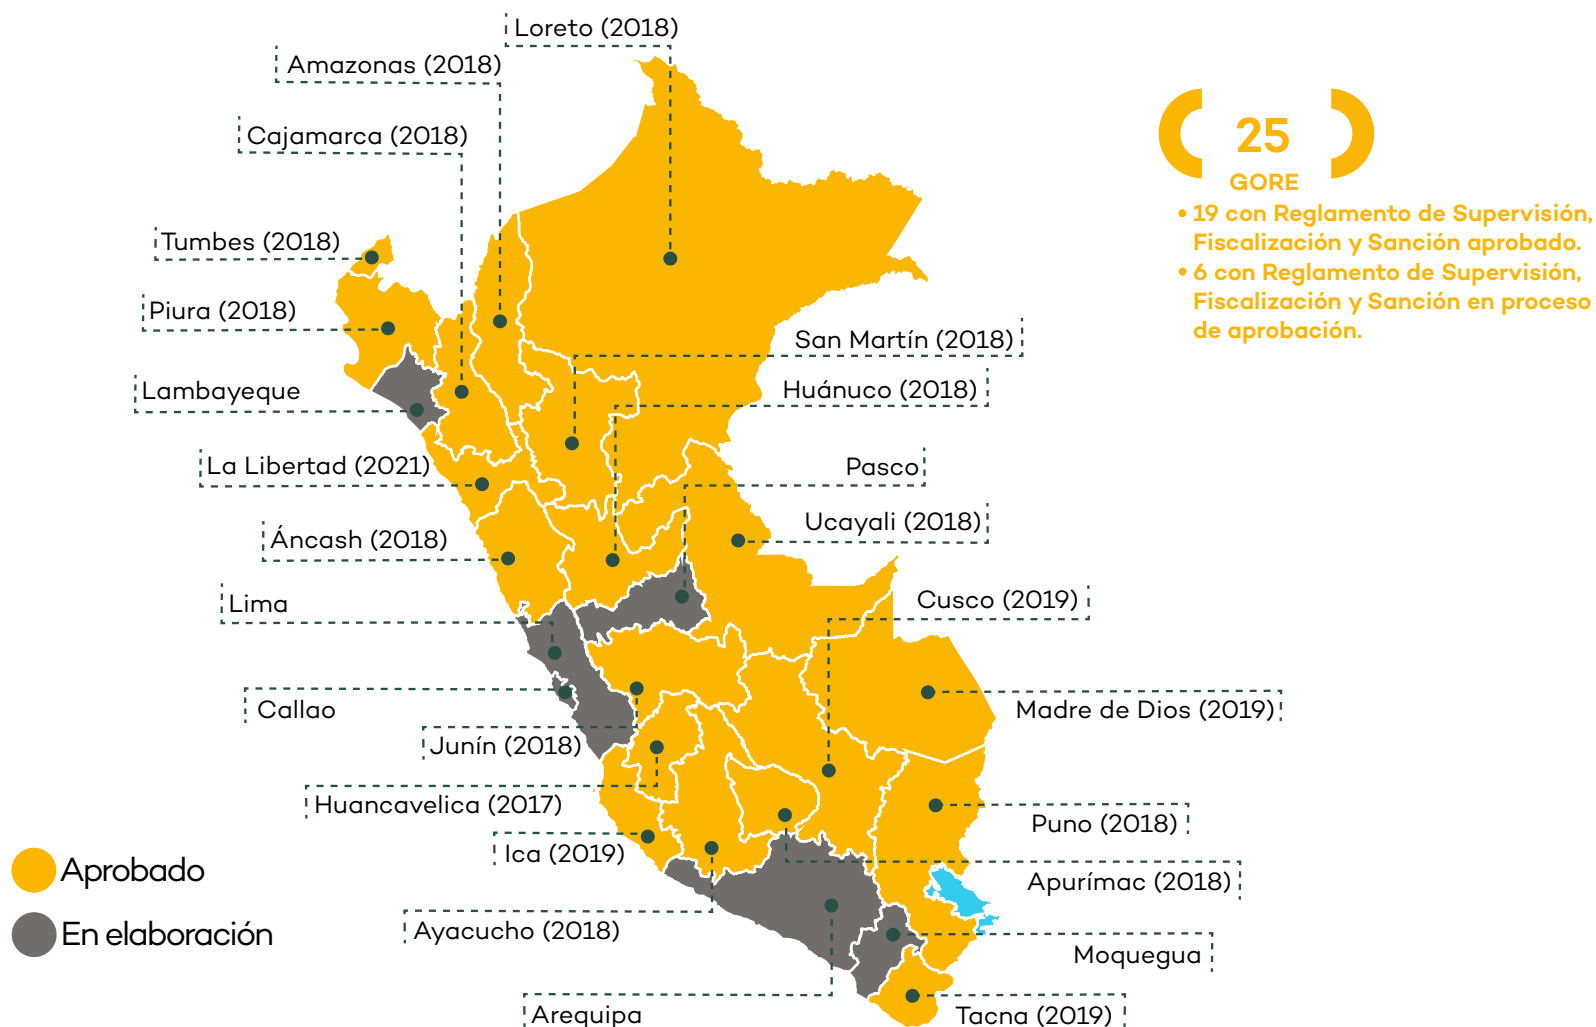 Loreto (2018)
Amazonas (2018)
Cajamarca (2018)
Tumbes (2018)
Piura (2018)
Lambayeque
La Libertad (2021)
Áncash (2018)
Lima
Callao
Junín (2018)
Huancavelica (2017)
Ica (2019)
Ayacucho (2018)
Arequipa
San Martín (2018)
Huánuco (2018)
Pasco
Ucayali (2018)
Cusco (2019)
Madre de Dios (2019)
Puno (2018)
Apurímac (2018)
Moquegua
Tacna (2019)
25
GORE
• 19 con Reglamento de Supervisión,
Fiscalización y Sanción aprobado.
• 6 con Reglamento de Supervisión,
Fiscalización y Sanción en proceso
de aprobación.
Aprobado
En elaboración